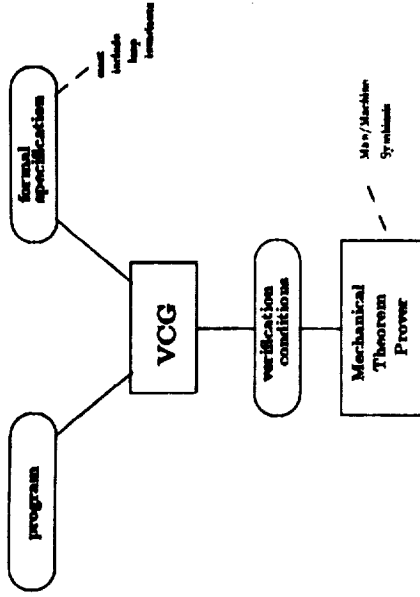 program
formal
specification
must
include
loop
invariants
VCG
verification
conditions
Mechanical
Theorem
Prover
Man/Machine
Symbiosis